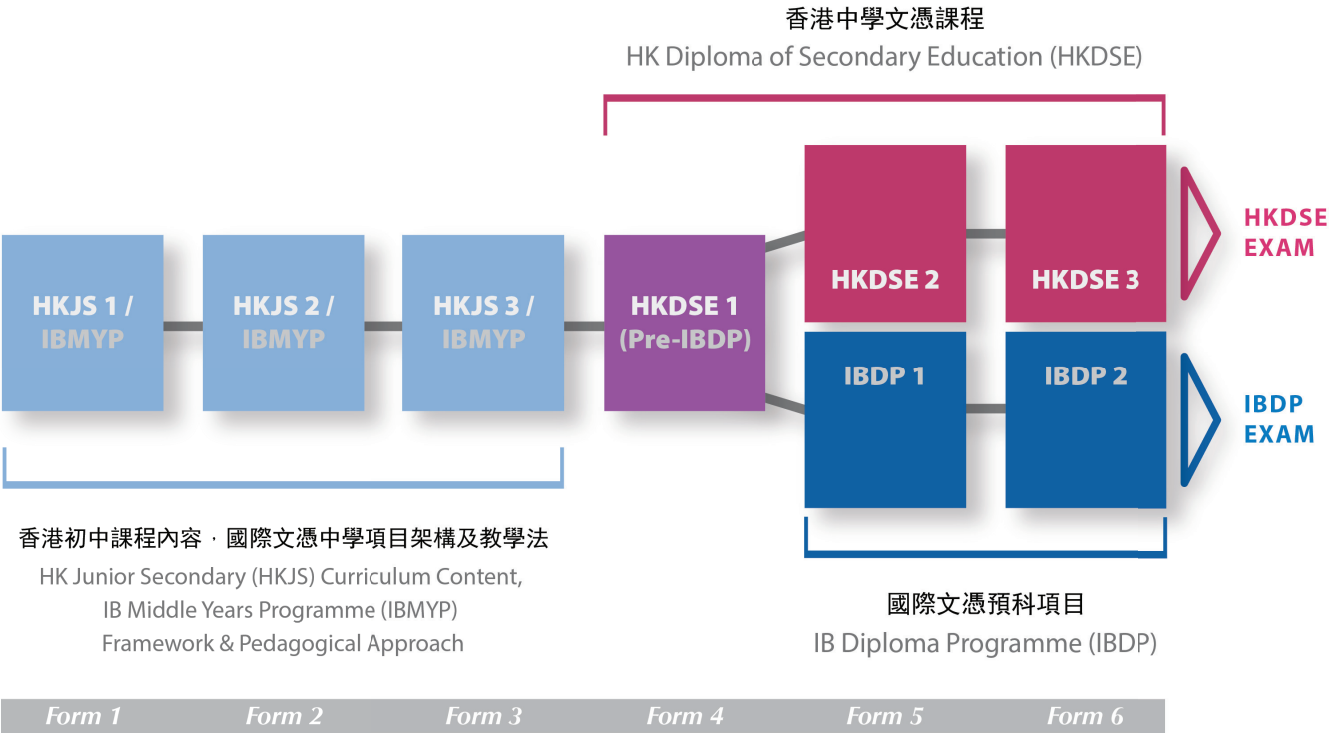 香港中學文憑課程
HK Diploma of Secondary Education (HKDSE)
HKJS 1 /
IBMYP
HKJS 2 /
IBMYP
HKJS 3 /
IBMYP
HKDSE 1
(Pre-IBDP)
HKDSE 2
HKDSE 3
HKDSE
EXAM
IBDP 1
IBDP 2
IBDP
EXAM
香港初中課程內容．國際文憑中學項目架構及教學法
HK Junior Secondary (HKJS) Curriculum Content,
IB Middle Years Programme (IBMYP)
Framework & Pedagogical Approach
國際文憑預科項目
IB Diploma Programme (IBDP)
Form 1
Form 2
Form 3
Form 4
Form 5
Form 6